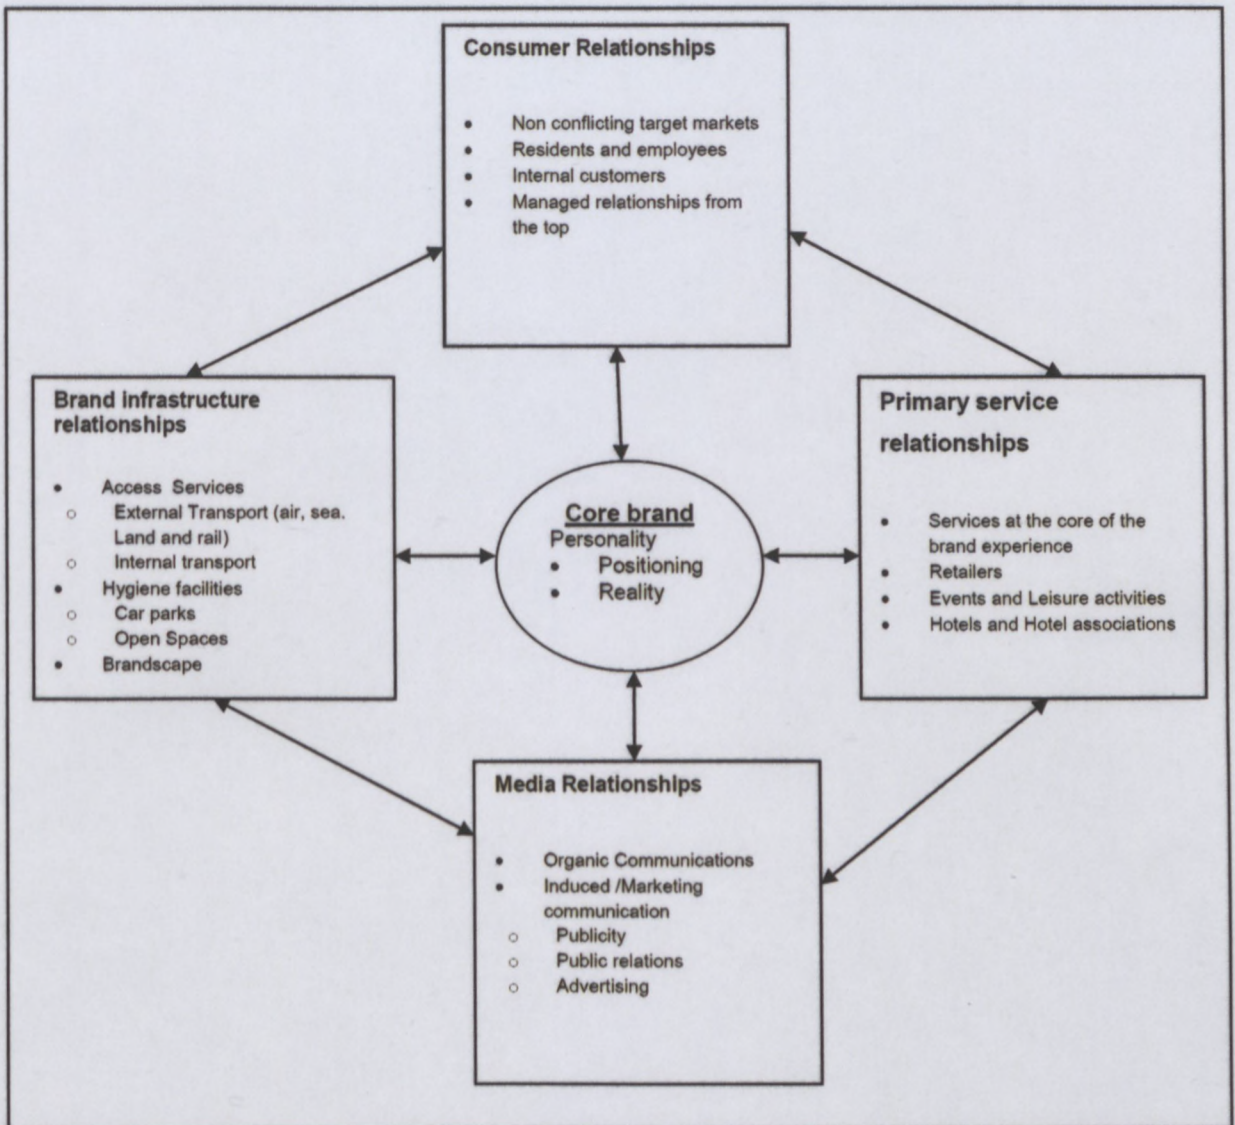 Consumer Relationships
• Non conflicting target markets
• Residents and employees
• Internal customers
• Managed relationships from
the top
Brand infrastructure
relationships
• Access Services
○ External Transport (air, sea.
Land and rail)
○ Internal transport
• Hygiene facilities
○ Car parks
○ Open Spaces
• Brandscape
Core brand
Personality
• Positioning
• Reality
Primary service
relationships
• Services at the core of the
brand experience
• Retailers
• Events and Leisure activities
• Hotels and Hotel associations
Media Relationships
• Organic Communications
• Induced /Marketing
communication
○ Publicity
○ Public relations
○ Advertising